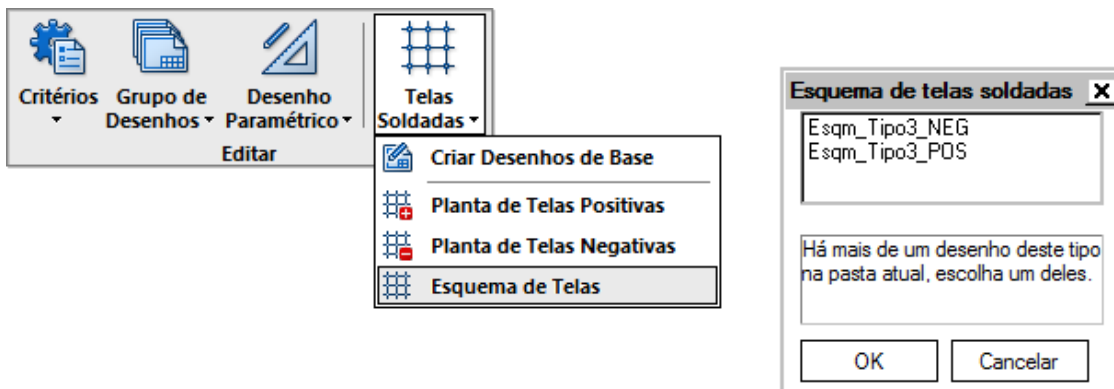 Critérios
Grupo de
Desenhos
Desenho
Paramétrico
Telas
Soldadas
Editar
Criar Desenhos de Base
Planta de Telas Positivas
Planta de Telas Negativas
Esquema de Telas
Esquema de telas soldadas
Esqm_Tipo3_NEG
Esqm_Tipo3_POS
Há mais de um desenho deste tipo
na pasta atual, escolha um deles.
OK
Cancelar